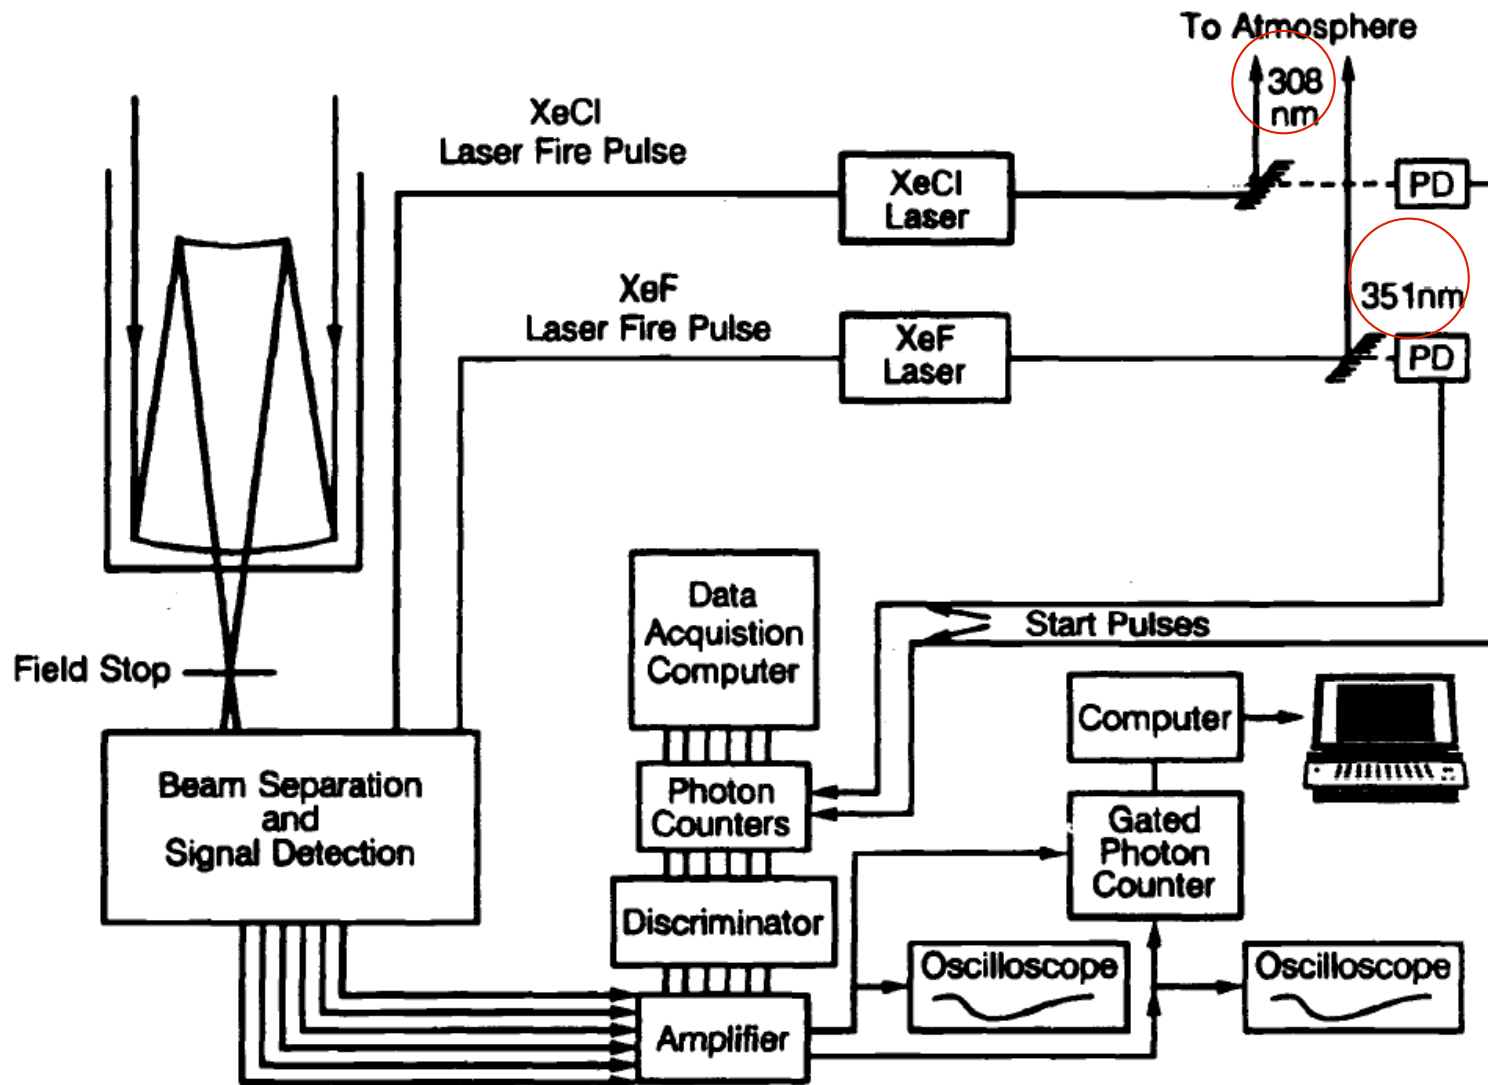 To Atmosphere
308
nm
XeCl
Laser Fire Pulse
XeCl
Laser
PD
XeF
Laser Fire Pulse
XeF
Laser
351nm
PD
Data
Acquistion
Computer
Start Pulses
Field Stop
Computer
Beam Separation
and
Signal Detection
Photon
Counters
Gated
Photon
Counter
Discriminator
Oscilloscope
Oscilloscope
Amplifier